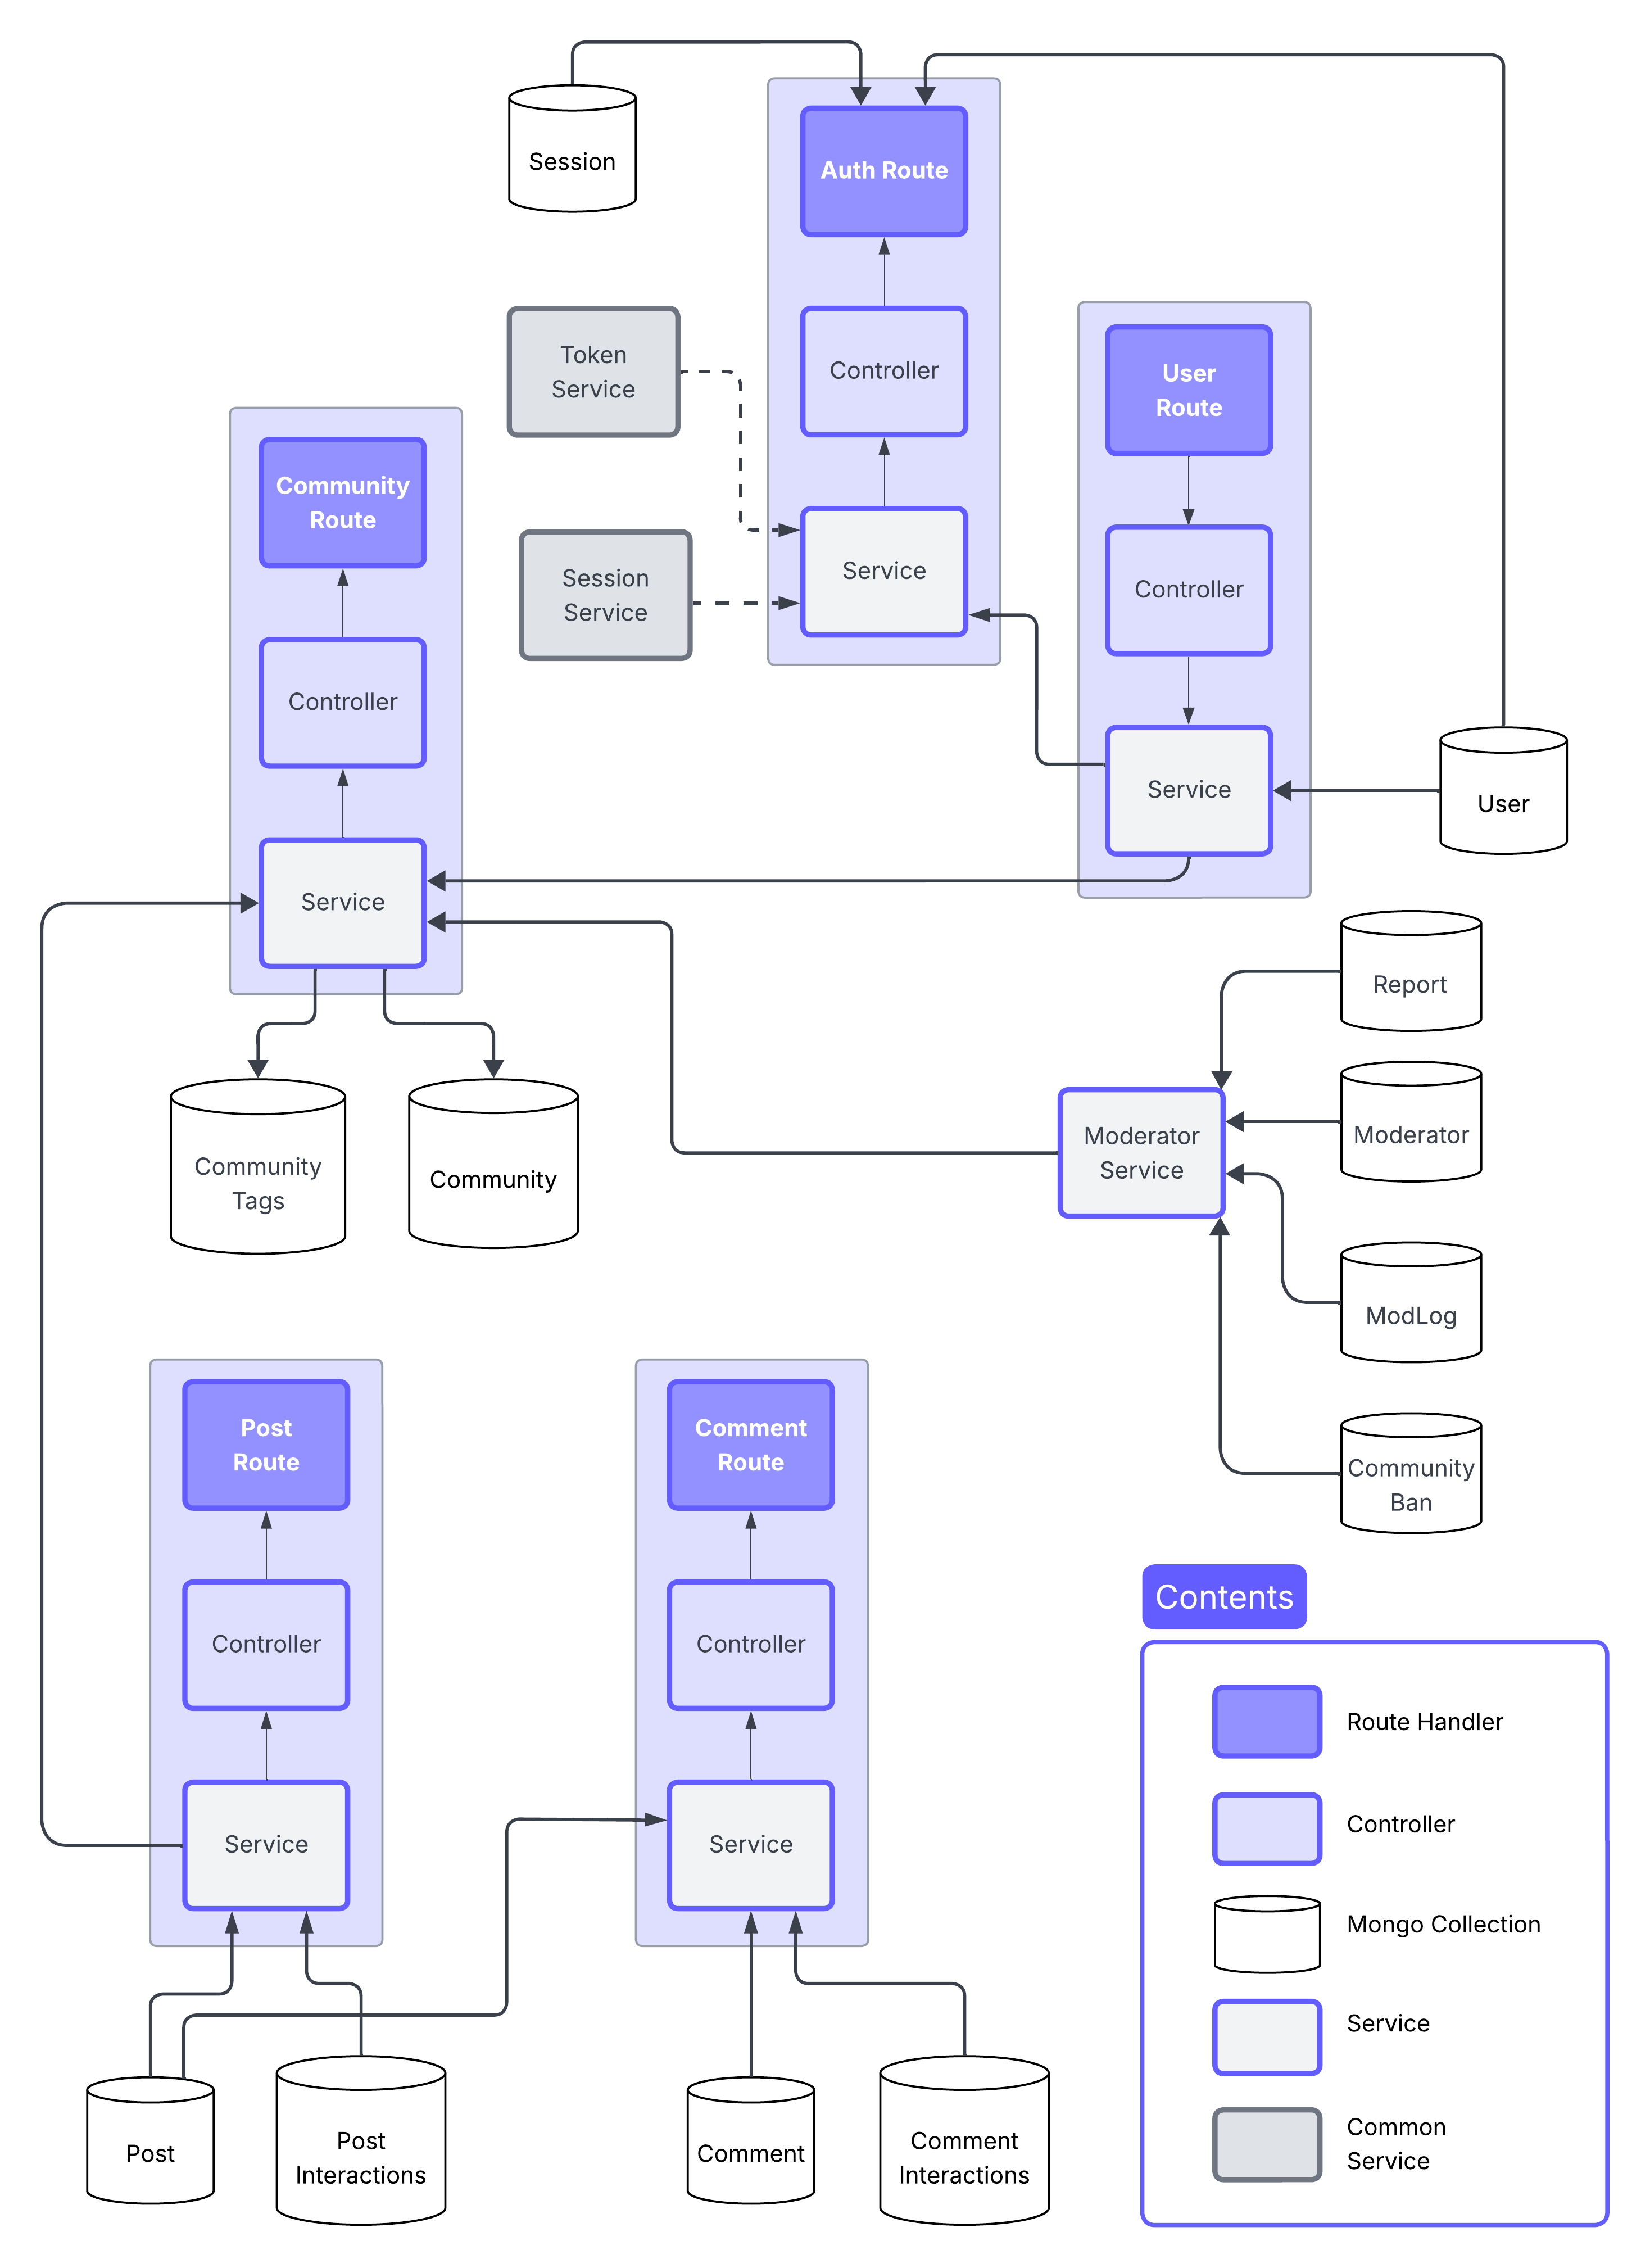 Session
Auth Route
Token
Service
Controller
User
Route
Community
Route
Session
Service
Service
Controller
Controller
Service
User
Service
Report
Moderator
Service
Moderator
Community
Tags
Community
ModLog
Post
Route
Comment
Route
Community
Ban
Controller
Controller
Service
Service
Post
Post
Interactions
Comment
Comment
Interactions
Contents
Route Handler
Controller
Mongo Collection
Service
Common
Service